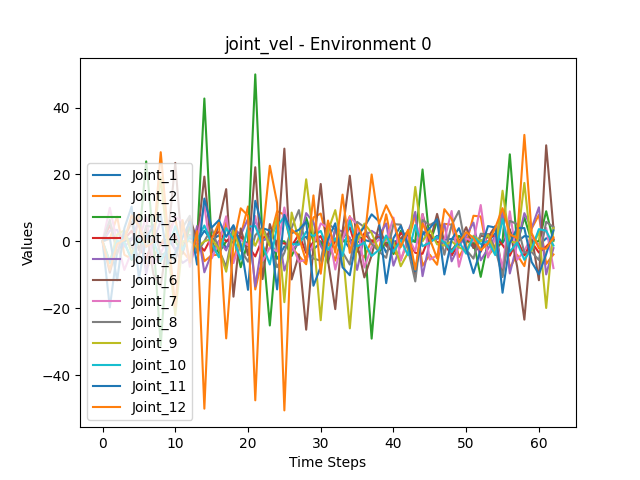 joint_vel - Environment 0
Values
40
20
0
−20
−40
Joint_1
Joint_2
Joint_3
Joint_4
Joint_5
Joint_6
Joint_7
Joint_8
Joint_9
Joint_10
Joint_11
Joint_12
0 10 20 30 40 50 60
Time Steps